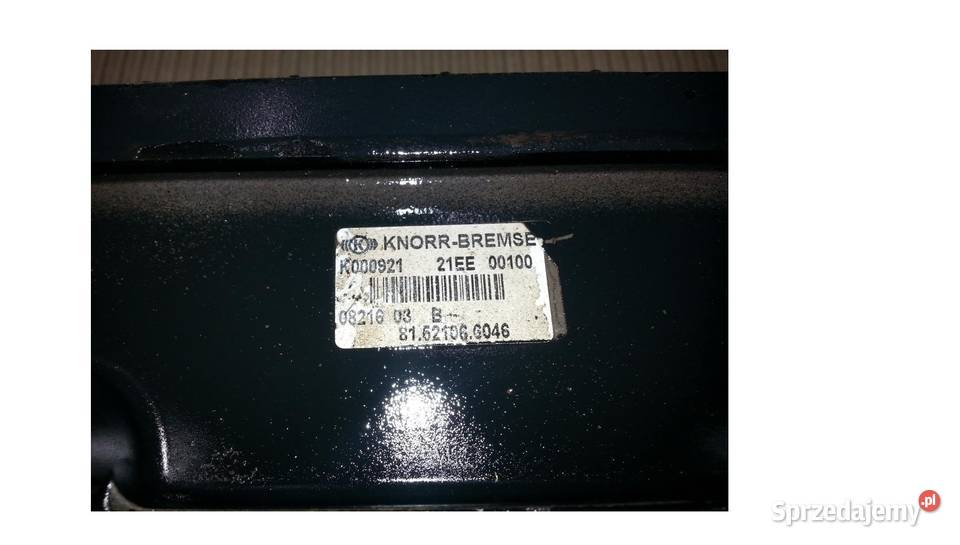 KNORR-BREMSE
K000921 21EE 00100
08216 03 B
81.52106.6046
Sprzedajemy.pl